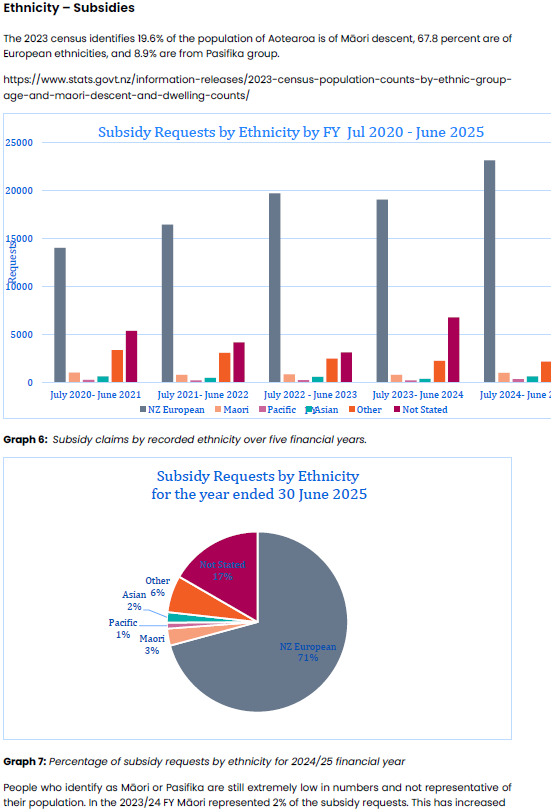 Ethnicity – Subsidies
The 2023 census identifies 19.6% of the population of Aotearoa is of Māori descent, 67.8 percent are of
European ethnicities, and 8.9% are from Pasifika group.
https://www.stats.govt.nz/information-releases/2023-census-population-counts-by-ethnic-group-
age-and-maori-descent-and-dwelling-counts/
Subsidy Requests by Ethnicity by FY Jul 2020 - June 2025
25000
20000
15000
10000
5000
0
Requests
July 2020- June 2021
July 2021- June 2022
July 2022 - June 2023
July 2023- June 2024
July 2024- June 2
NZ European
Maori
Pacific
Asian
Other
Not Stated
Graph 6: Subsidy claims by recorded ethnicity over five financial years.
Subsidy Requests by Ethnicity
for the year ended 30 June 2025
Not Stated
17%
Other
6%
Asian
2%
Pacific
1%
Maori
3%
NZ European
71%
Graph 7: Percentage of subsidy requests by ethnicity for 2024/25 financial year
People who identify as Māori or Pasifika are still extremely low in numbers and not representative of
their population. In the 2023/24 FY Māori represented 2% of the subsidy requests. This has increased